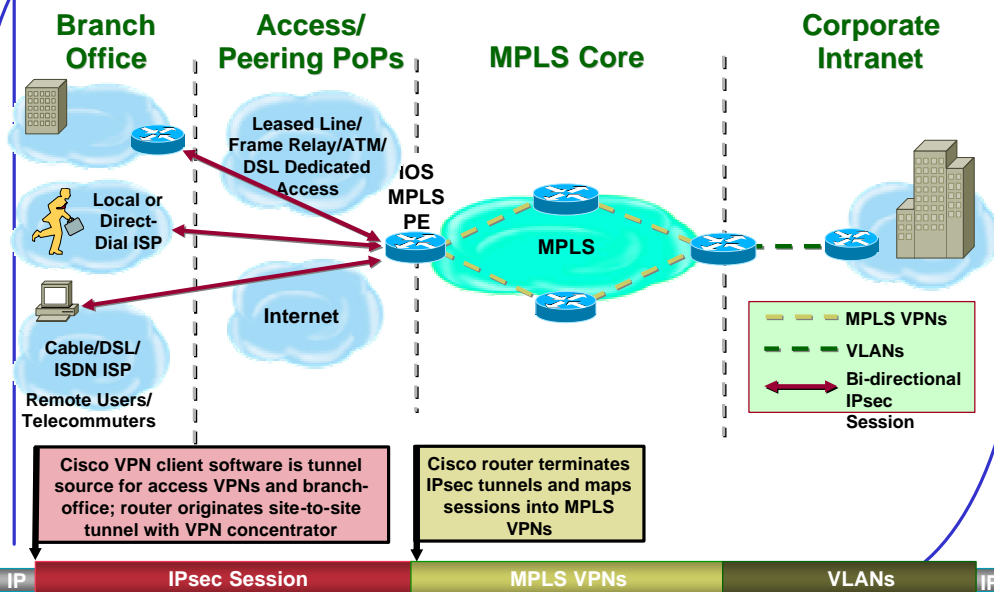 Branch
Office
Access/
Peering PoPs
MPLS Core
Corporate
Intranet
Leased Line/
Frame Relay/ATM/
DSL Dedicated
Access
IOS
MPLS
PE
Local or
Direct-
Dial ISP
MPLS
Internet
Cable/DSL/
ISDN ISP
Remote Users/
Telecommuters
MPLS VPNs
VLANs
Bi-directional
IPsec
Session
Cisco VPN client software is tunnel
source for access VPNs and branch-
office; router originates site-to-site
tunnel with VPN concentrator
Cisco router terminates
IPsec tunnels and maps
sessions into MPLS
VPNs
IP
IPsec Session
MPLS VPNs
VLANs
IP